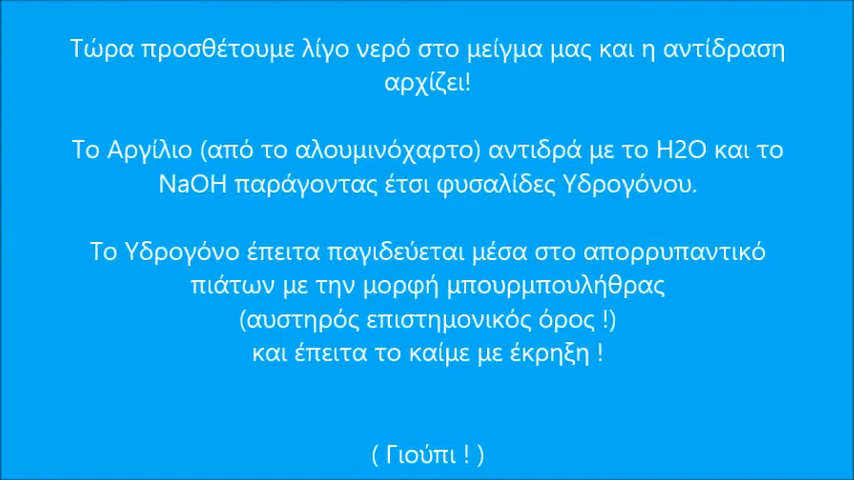 Τώρα προσθέτουμε λίγο νερό στο μείγμα μας και η αντίδραση
αρχίζει!
Το Αργίλιο (από το αλουμινόχαρτο) αντιδρά με το H2O και το
NaOH παράγοντας έτσι φυσαλίδες Υδρογόνου.
Το Υδρογόνο έπειτα παγιδεύεται μέσα στο απορρυπαντικό
πιάτων με την μορφή μπουρμπουλήθρας
(αυστηρός επιστημονικός όρος !)
και έπειτα το καίμε με έκρηξη !
( Γιούπι ! )